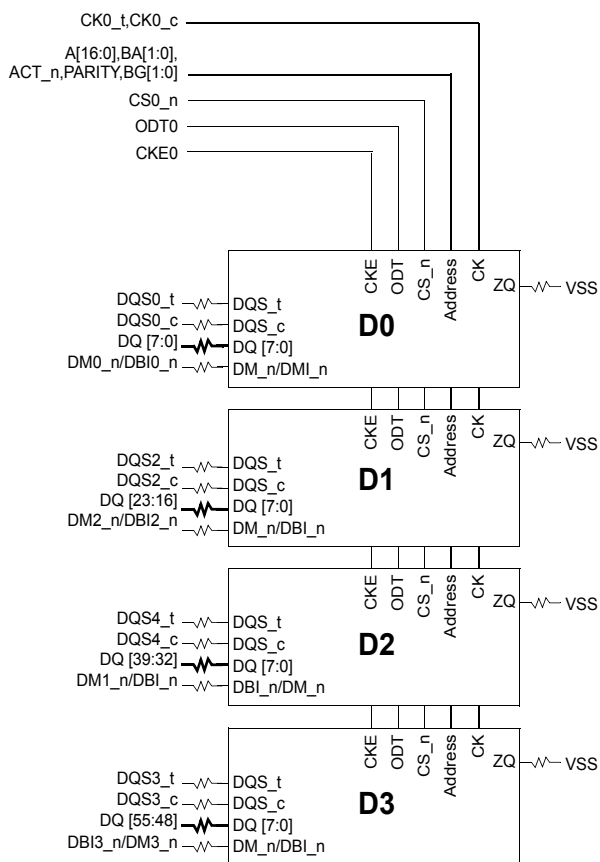 CK0_t,CK0_c
A[16:0],BA[1:0],
ACT_n,PARITY,BG[1:0]
CS0_n
ODT0
CKE0
CKE
ODT
CS_n
Address
CK
ZQ
VSS
D0
DQS0_t
DQS_t
DQS0_c
DQS_c
DQ [7:0]
DQ [7:0]
DM0_n/DBI0_n
DM_n/DMI_n
CKE
ODT
CS_n
Address
CK
ZQ
VSS
D1
DQS2_t
DQS_t
DQS2_c
DQS_c
DQ [23:16]
DQ [7:0]
DM2_n/DBI2_n
DM_n/DBI_n
CKE
ODT
CS_n
Address
CK
ZQ
VSS
D2
DQS4_t
DQS_t
DQS4_c
DQS_c
DQ [39:32]
DQ [7:0]
DM1_n/DBI_n
DBI_n/DM_n
CKE
ODT
CS_n
Address
CK
ZQ
VSS
D3
DQS3_t
DQS_t
DQS3_c
DQS_c
DQ [55:48]
DQ [7:0]
DBI3_n/DM3_n
DM_n/DBI_n